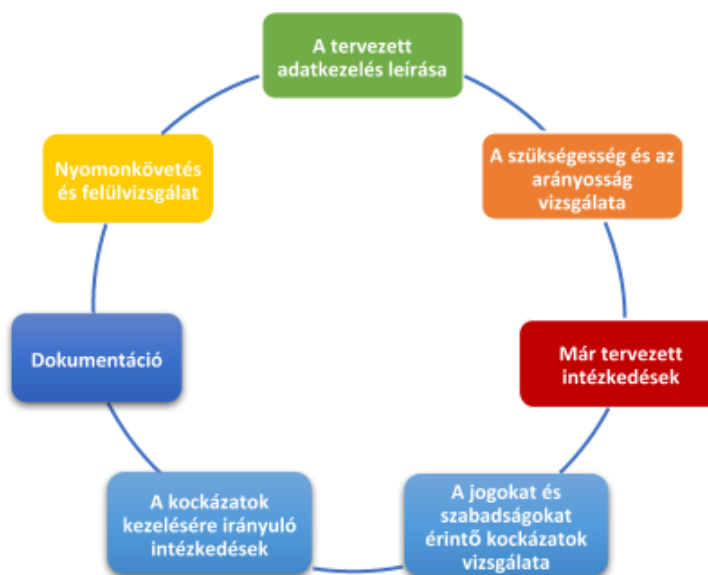 A tervezett
adatkezelés leírása
A szükségesség és az
arányosság
vizsgálata
Már tervezett
intézkedések
A jogokat és
szabadságokat
érintő kockázatok
vizsgálata
A kockázatok
kezelésére irányuló
intézkedések
Dokumentáció
Nyomonkövetés
és felülvizsgálat